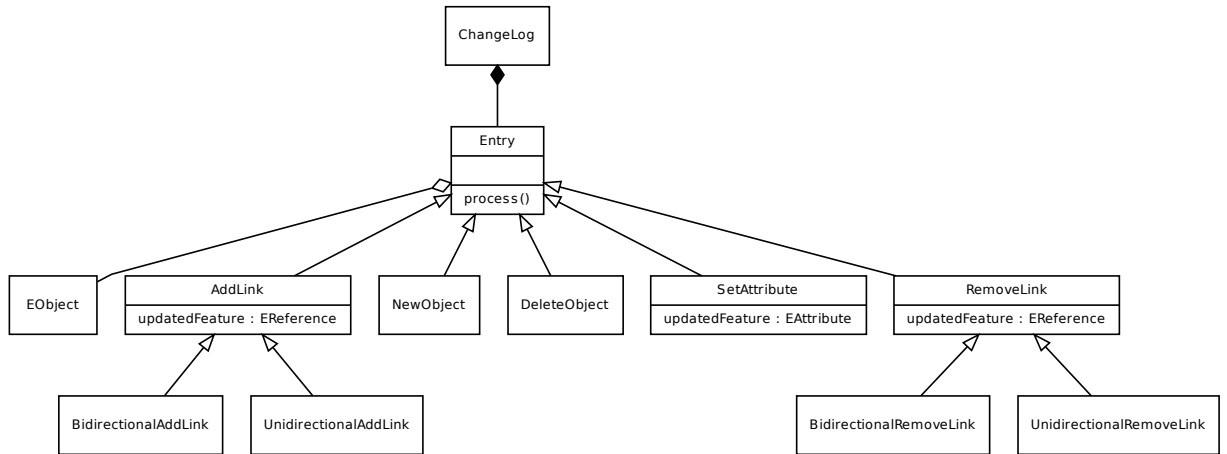 ChangeLog
Entry
process()
EObject
AddLink
updatedFeature : EReference
NewObject
DeleteObject
SetAttribute
updatedFeature : EAttribute
RemoveLink
updatedFeature : EReference
BidirectionalAddLink
UnidirectionalAddLink
BidirectionalRemoveLink
UnidirectionalRemoveLink